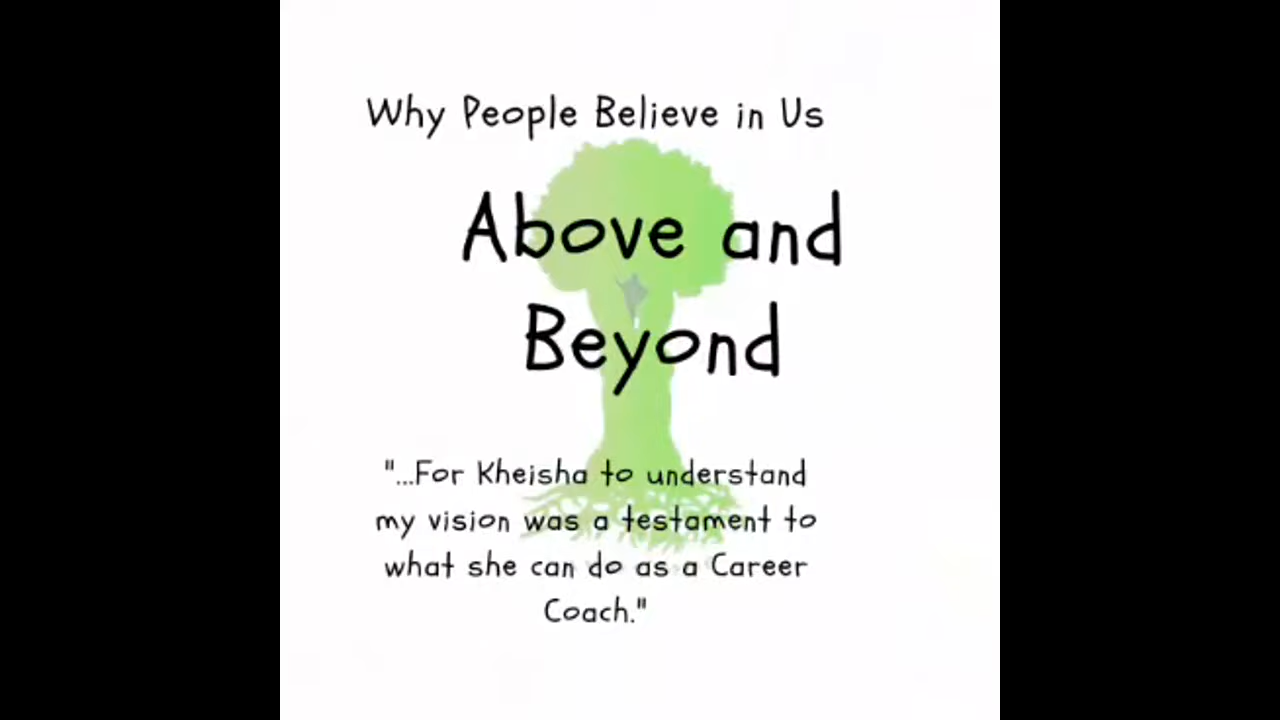 Why People Believe in Us
Above and
Beyond
"...For Kheisha to understand
my vision was a testament to
what she can do as a Career
Coach."